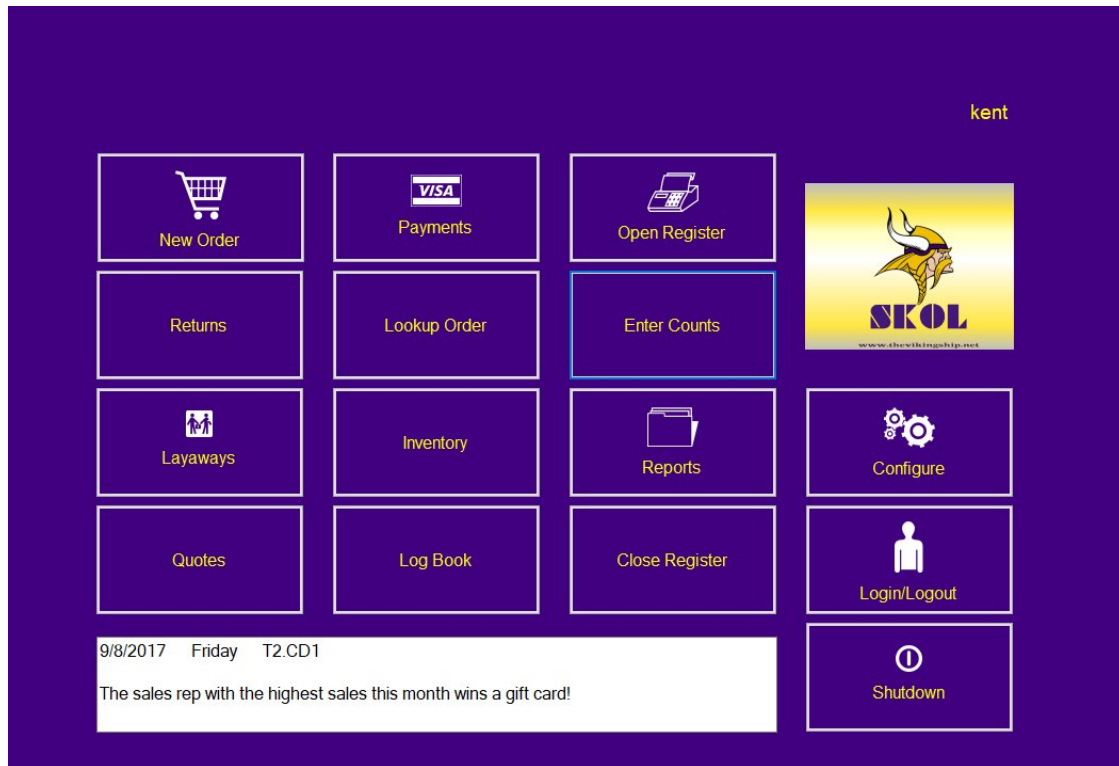 kent
New Order
VISA
Payments
Open Register
SKOL
www.thevikingship.net
Returns
Lookup Order
Enter Counts
Layaways
Inventory
Reports
Configure
Quotes
Log Book
Close Register
Login/Logout
9/8/2017 Friday T2.CD1
The sales rep with the highest sales this month wins a gift card!
Shutdown